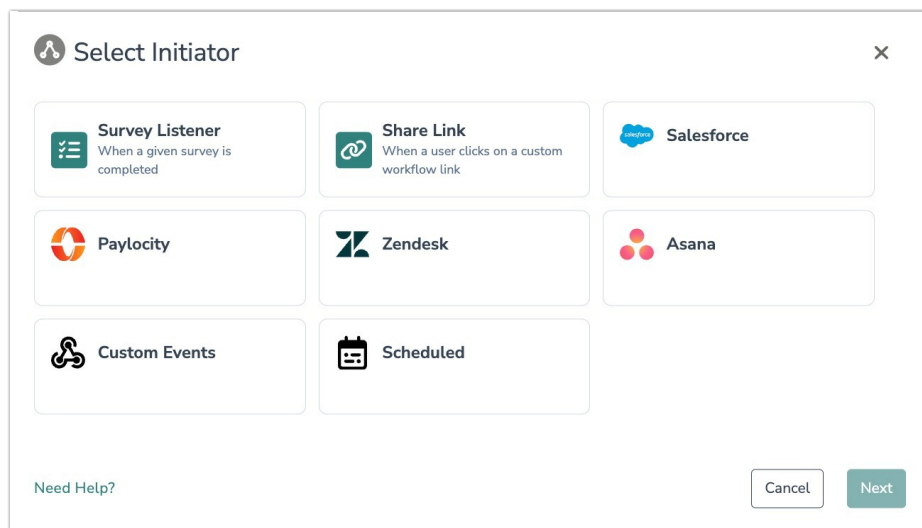 Select Initiator
Survey Listener
When a given survey is
completed
Share Link
When a user clicks on a custom
workflow link
salesforce
Salesforce
Paylocity
Zendesk
Asana
Custom Events
Scheduled
Need Help?
Cancel
Next